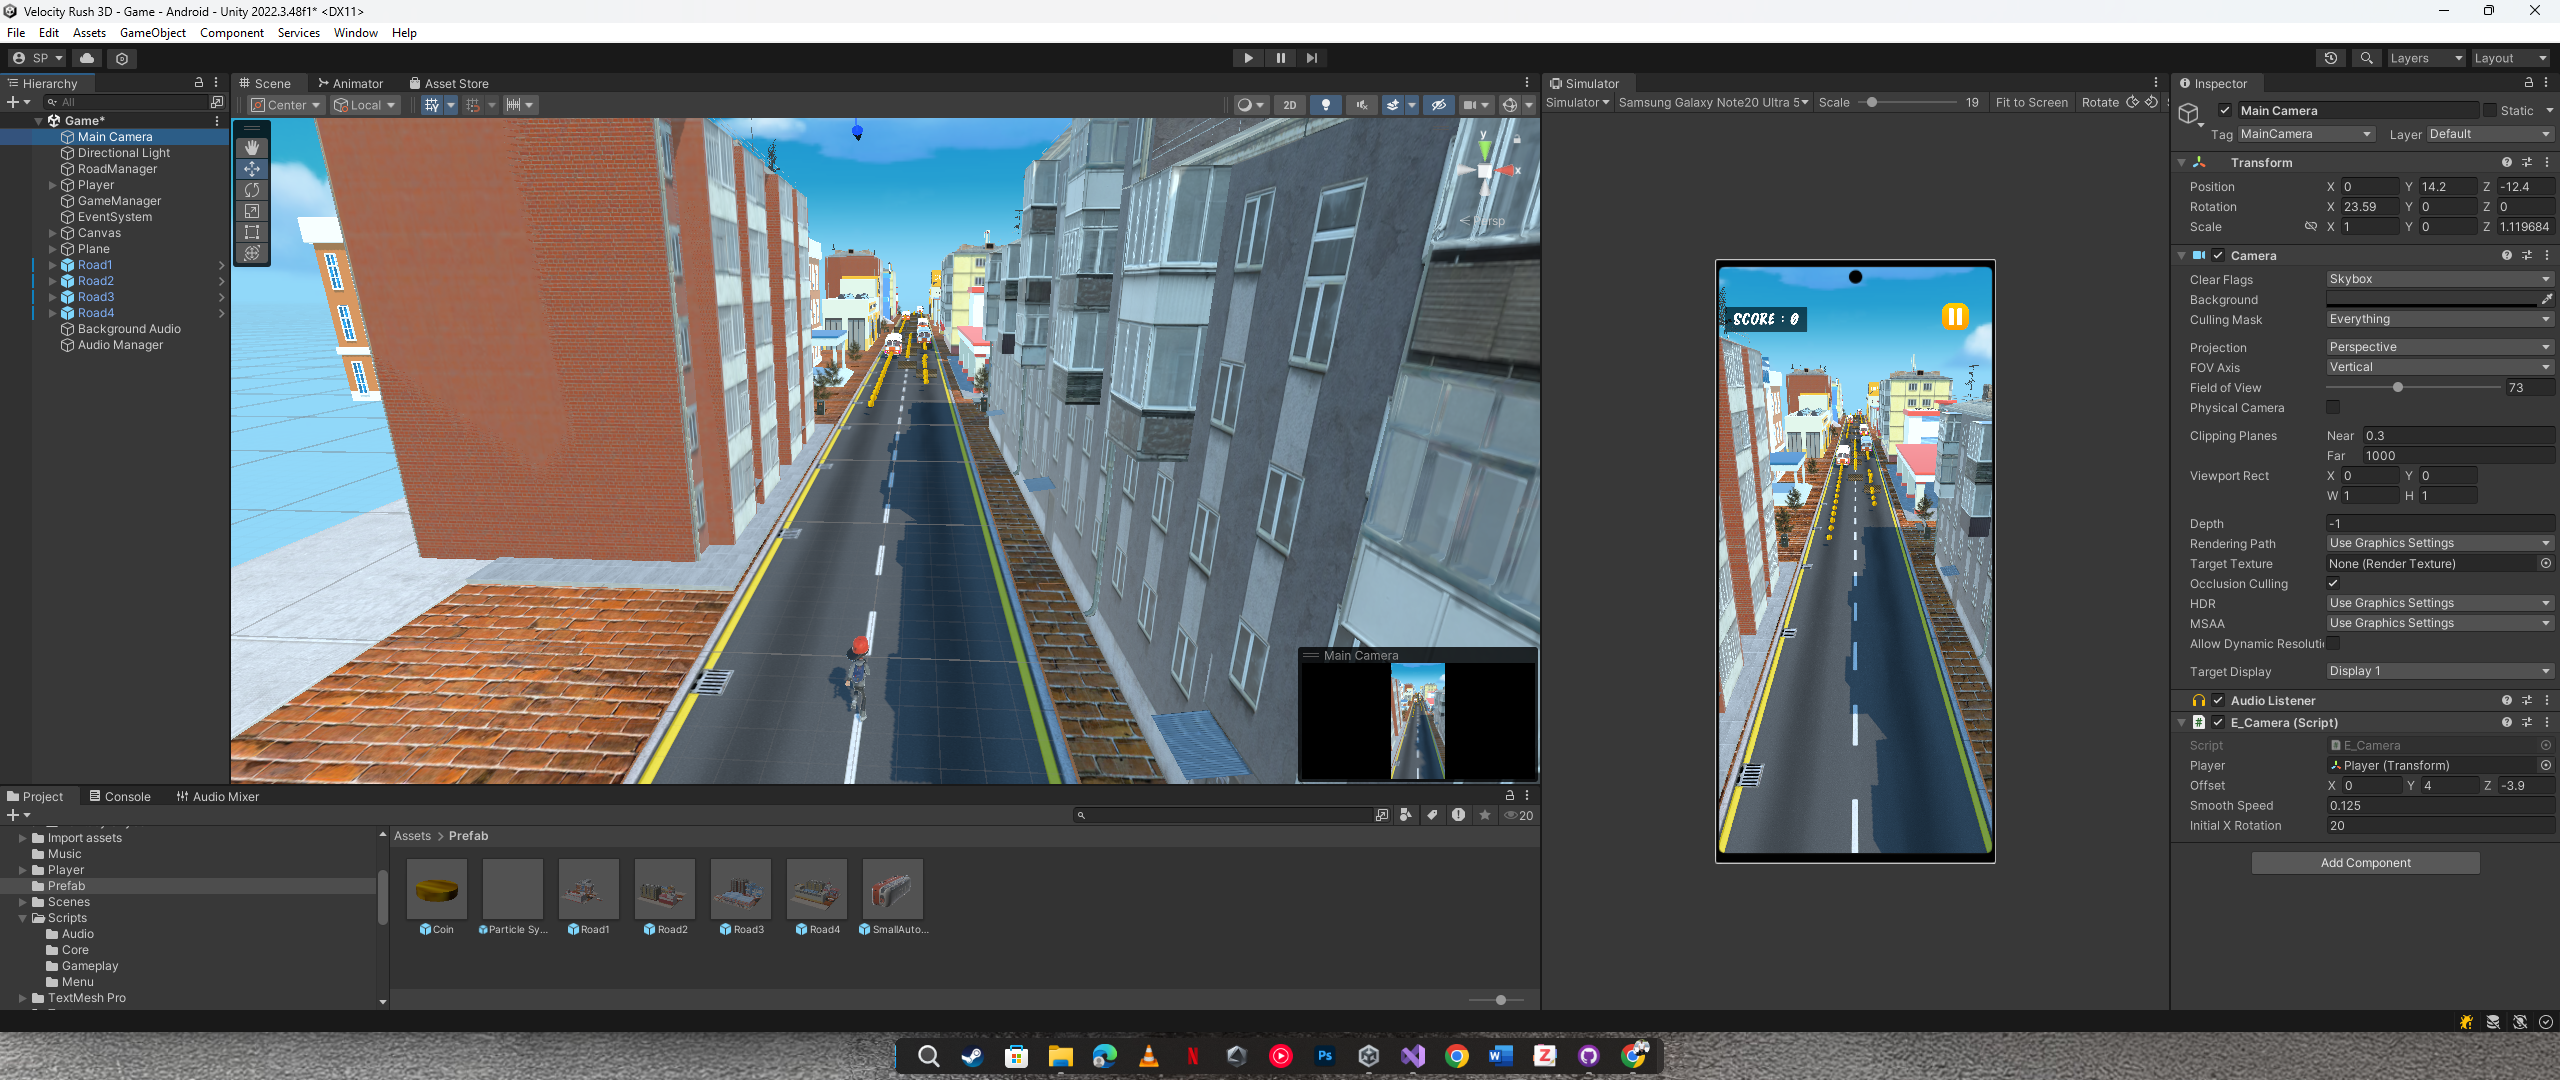 Velocity Rush 3D - Game - Android - Unity 2022.3.48f1* <DX11>
File Edit Assets GameObject Component Services Window Help
SP
Layers Layout
Hierarchy
All
Game*
Main Camera
Directional Light
RoadManager
Player
GameManager
EventSystem
Canvas
Plane
Road1
Road2
Road3
Road4
Background Audio
Audio Manager
Scene Animator Asset Store
Center Local 2D
y
x
Persp
Main Camera
Simulator
Simulator Samsung Galaxy Note20 Ultra 5 Scale 19 Fit to Screen Rotate
SCORE : 0
Inspector
Main Camera Static
Tag MainCamera Layer Default
Transform
Position X 0 Y 14.2 Z -12.4
Rotation X 23.59 Y 0 Z 0
Scale X 1 Y 0 Z 1.119684
Camera
Clear Flags Skybox
Background
Culling Mask Everything
Projection Perspective
FOV Axis Vertical
Field of View 73
Physical Camera
Clipping Planes Near 0.3
Far 1000
Viewport Rect X 0 Y 0
W 1 H 1
Depth -1
Rendering Path Use Graphics Settings
Target Texture None (Render Texture)
Occlusion Culling
HDR Use Graphics Settings
MSAA Use Graphics Settings
Allow Dynamic Resoluti
Target Display Display 1
Audio Listener
# E_Camera (Script)
Script E_Camera
Player Player (Transform)
Offset X 0 Y 4 Z -3.9
Smooth Speed 0.125
Initial X Rotation 20
Add Component
Project Console Audio Mixer
20
Import assets
Music
Player
Prefab
Scenes
Scripts
Audio
Core
Gameplay
Menu
TextMesh Pro
Assets > Prefab
Coin Particle Sy... Road1 Road2 Road3 Road4 SmallAuto...
N Ps W Z